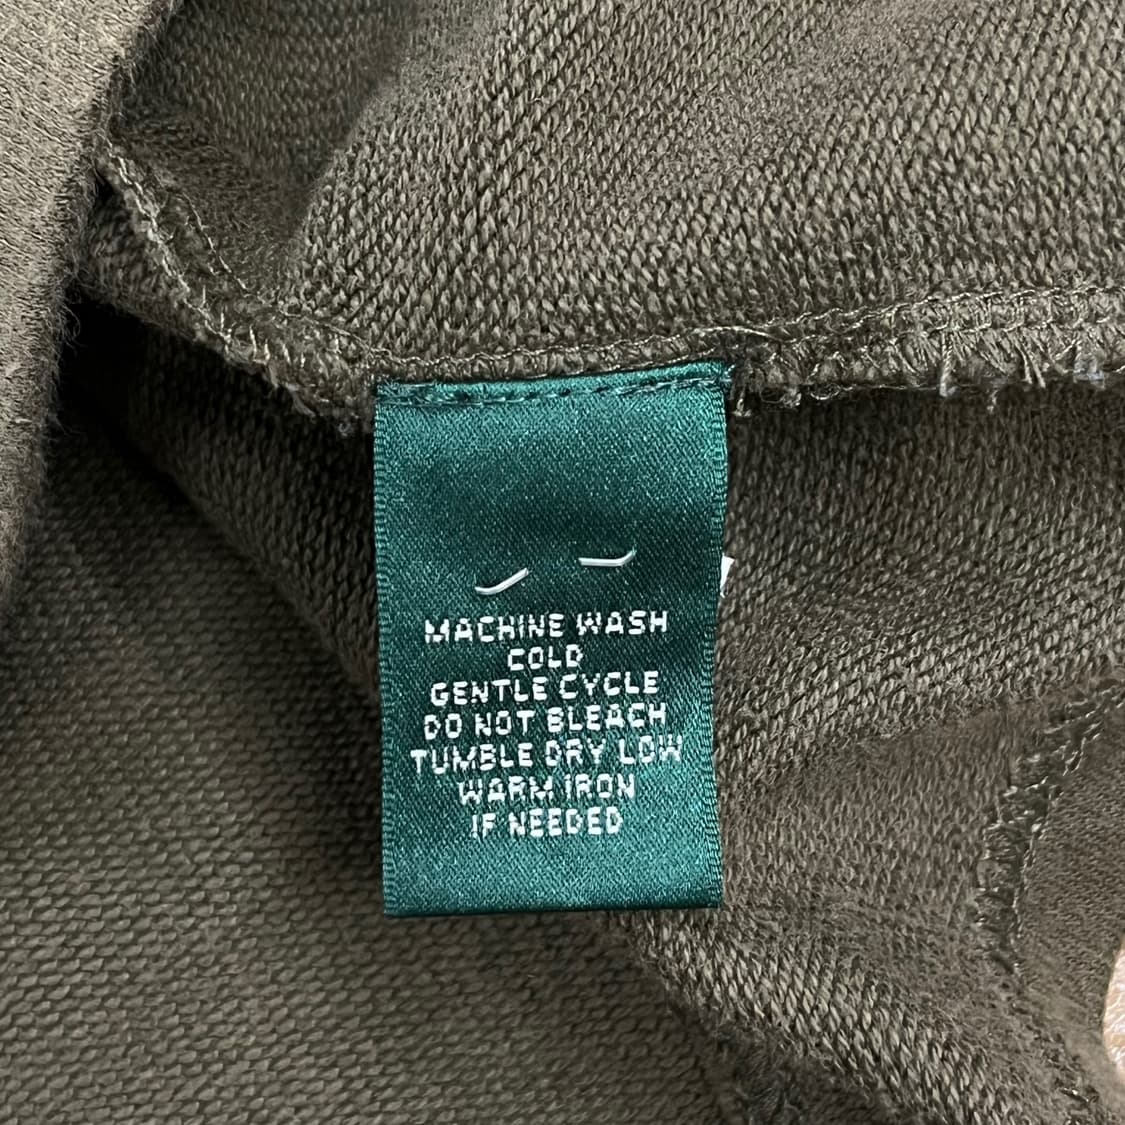 MACHINE WASH
COLD
GENTLE CYCLE
DO NOT BLEACH
TUMBLE DRY LOW
WARM IRON
IF NEEDED